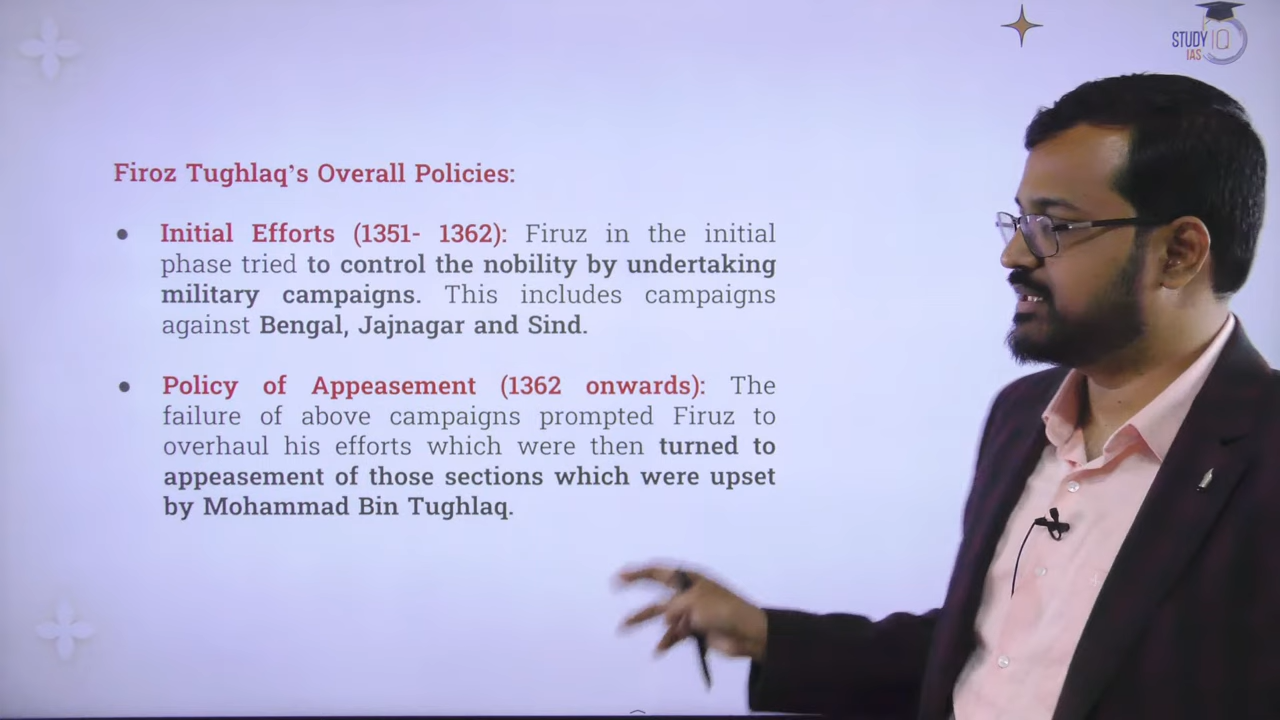 STUDY IQ
IAS
Firoz Tughlaq's Overall Policies:
● Initial Efforts (1351- 1362): Firuz in the initial
phase tried to control the nobility by undertaking
military campaigns. This includes campaigns
against Bengal, Jajnagar and Sind.
● Policy of Appeasement (1362 onwards): The
failure of above campaigns prompted Firuz to
overhaul his efforts which were then turned to
appeasement of those sections which were upset
by Mohammad Bin Tughlaq.